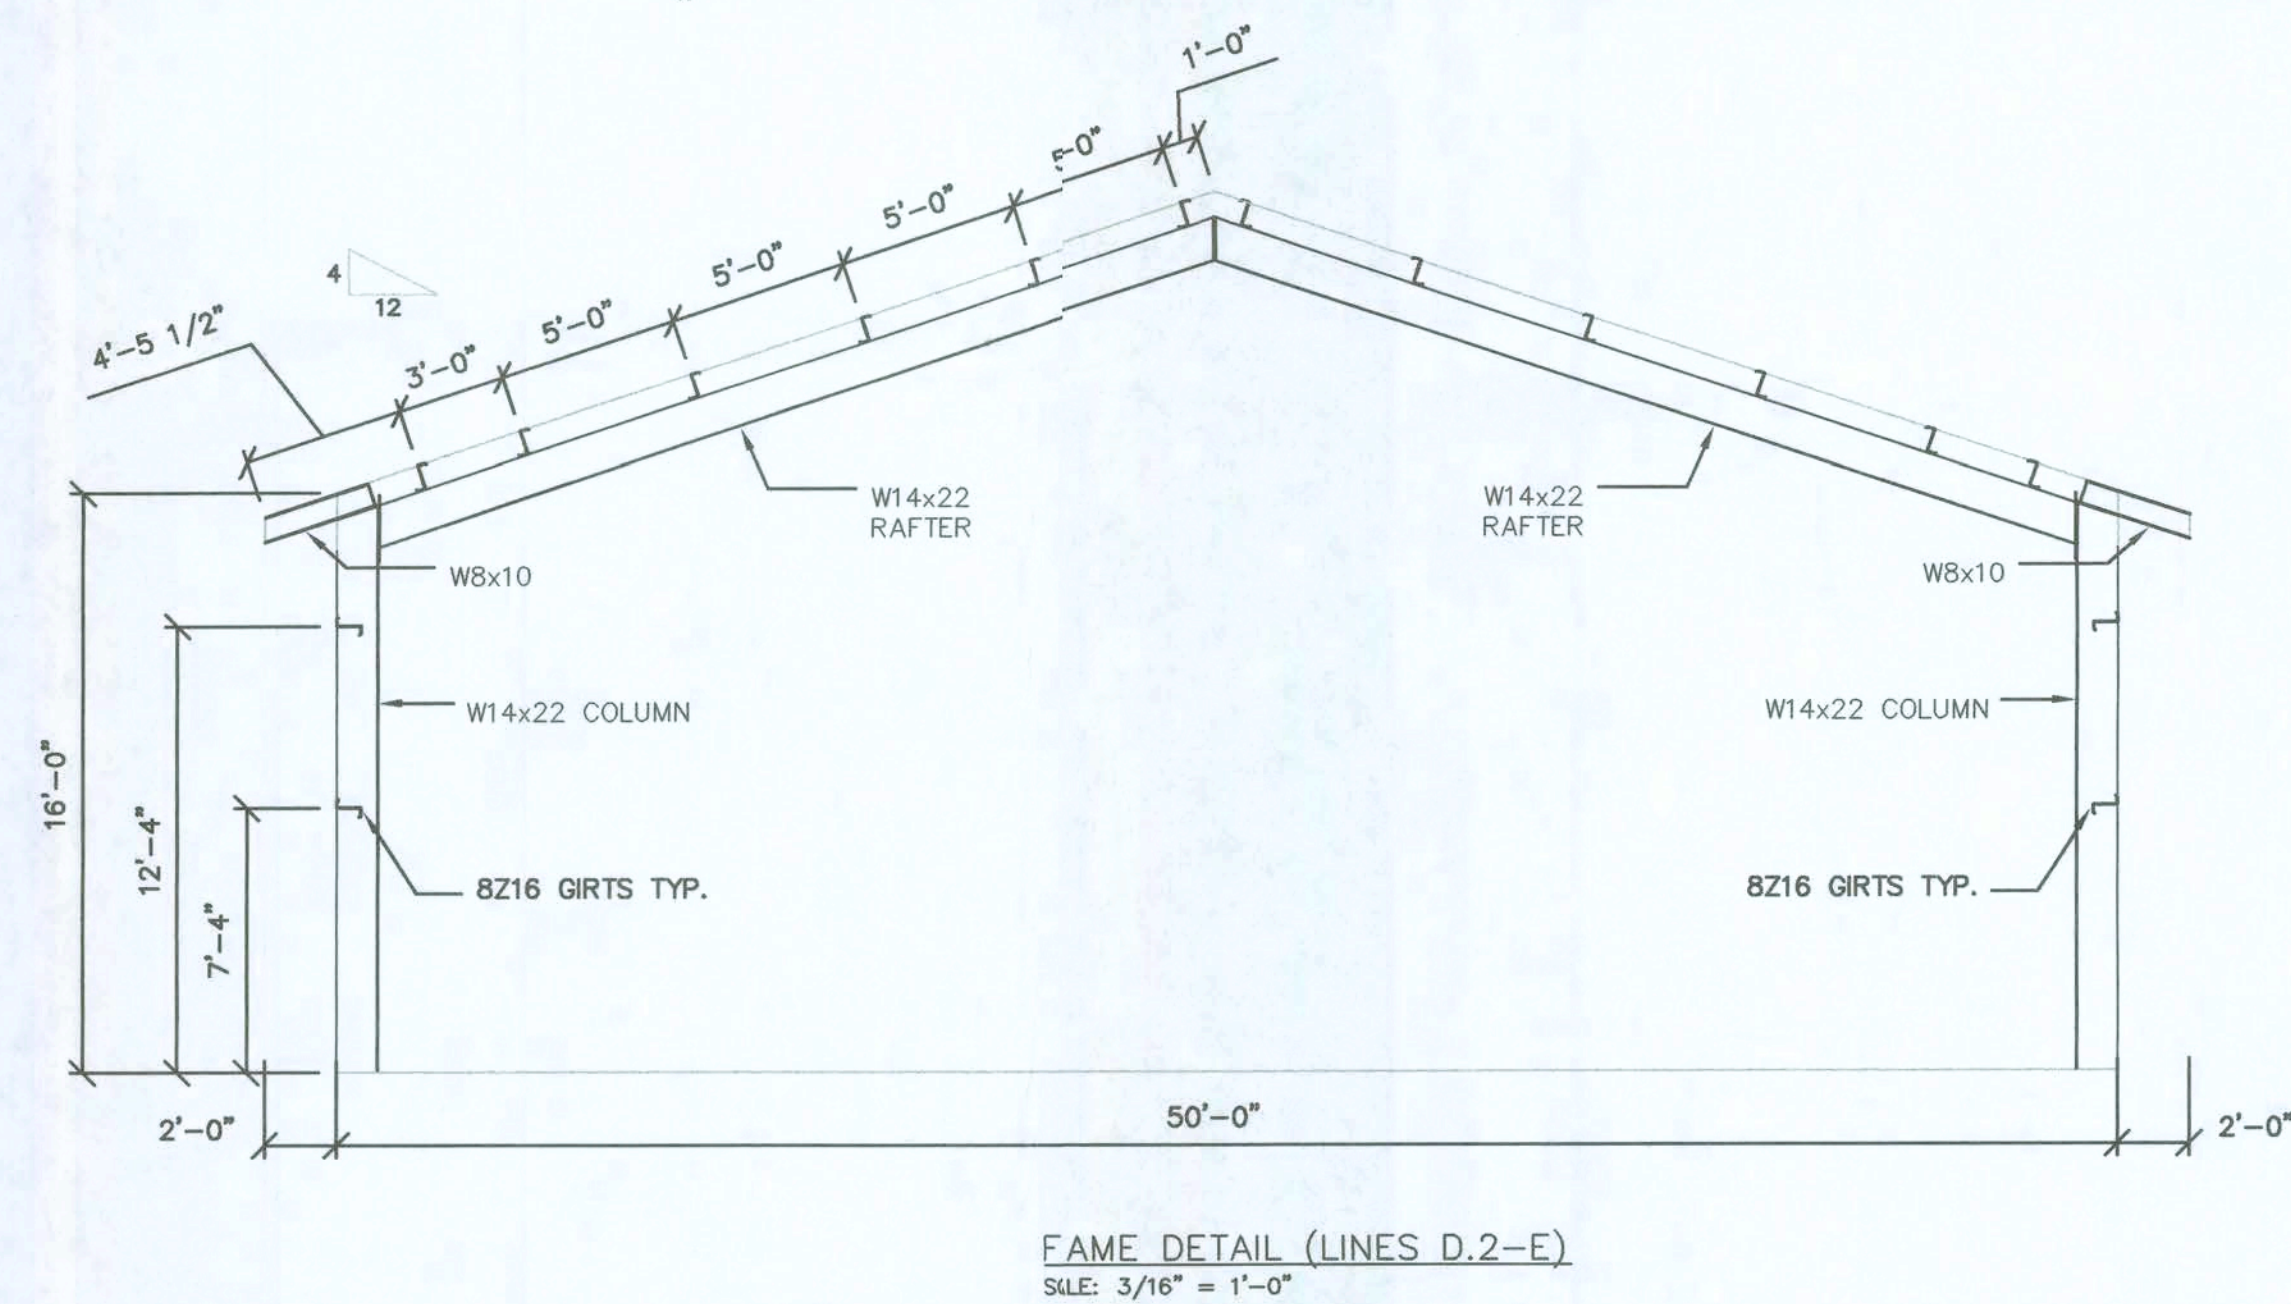 1'-0"
-0"
5'-0"
5'-0"
5'-0"
3'-0"
4'-5 1/2"
4
12
W14x22
RAFTER
W14x22
RAFTER
W8x10
W8x10
W14x22 COLUMN
W14x22 COLUMN
16'-0"
12'-4"
7'-4"
8Z16 GIRTS TYP.
8Z16 GIRTS TYP.
2'-0"
50'-0"
2'-0"
FAME DETAIL (LINES D.2-E)
3/16" = 1'-0"